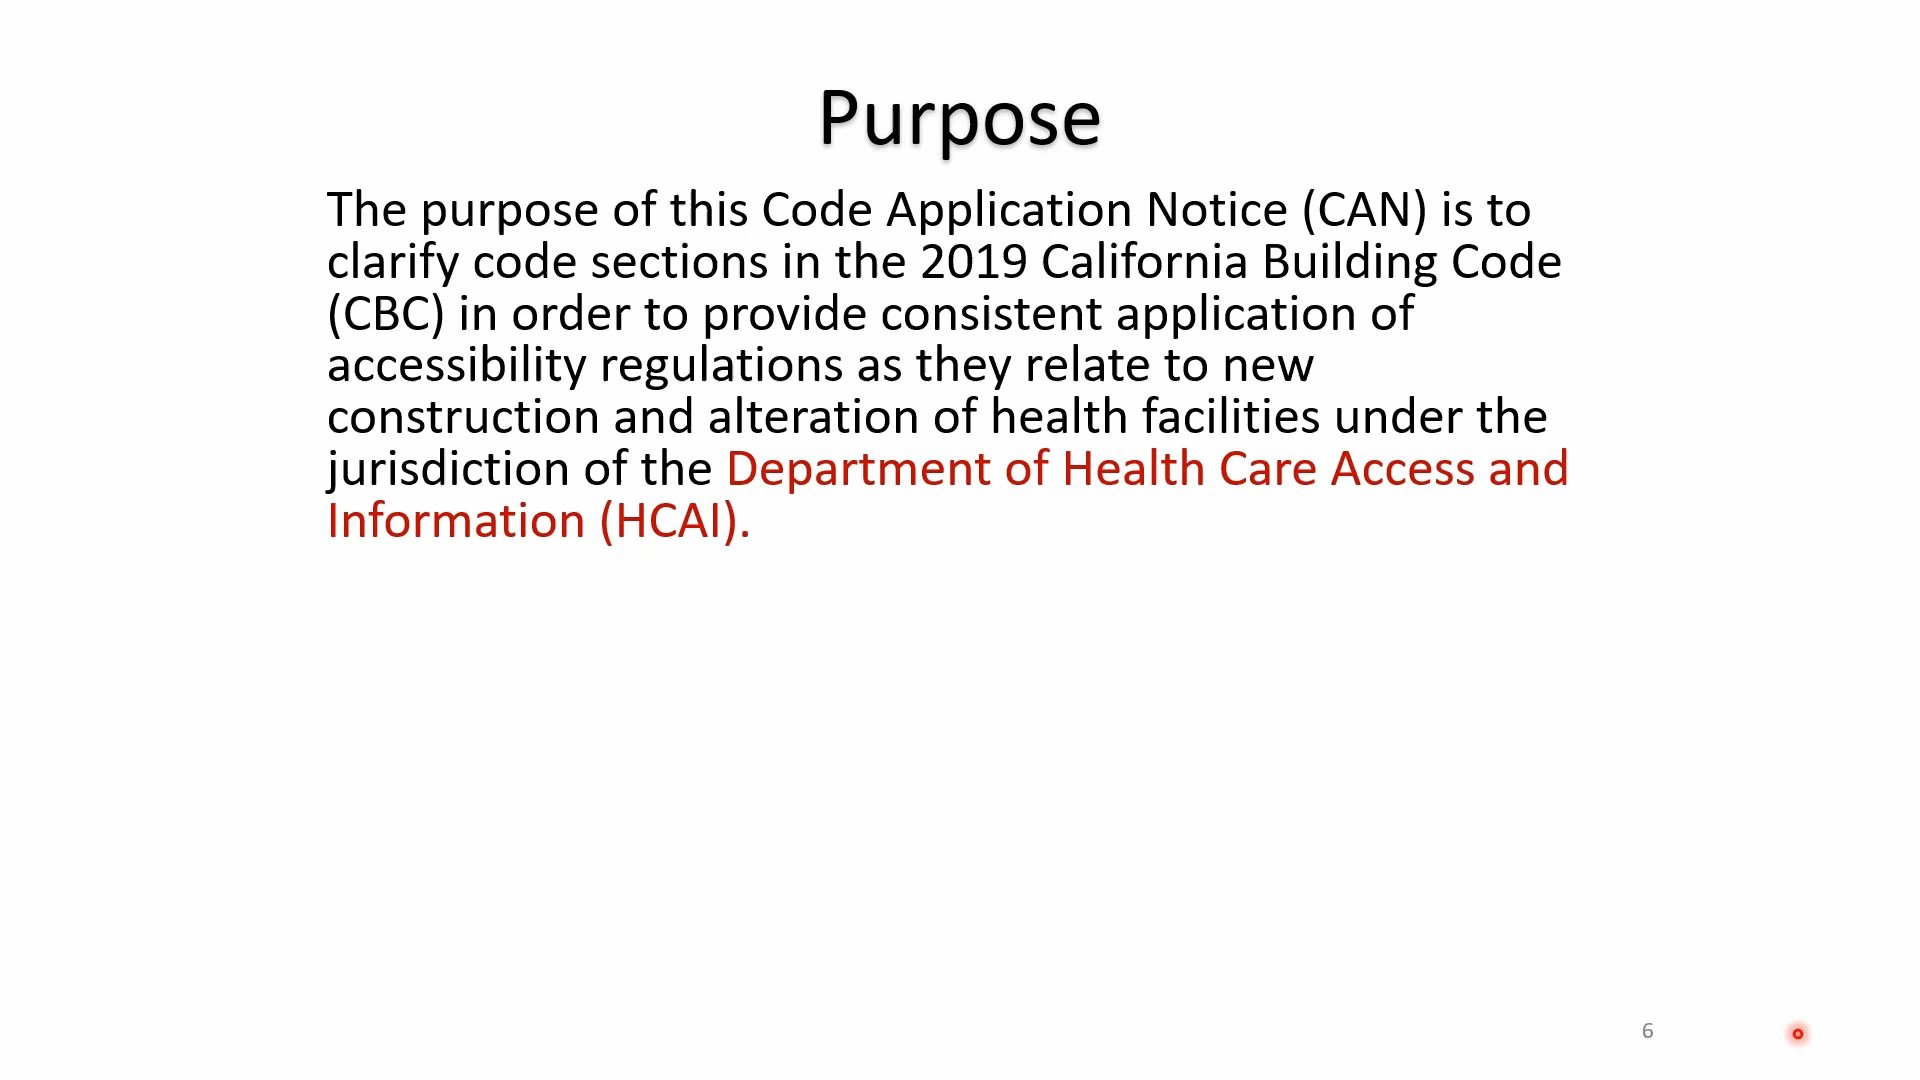 Purpose
The purpose of this Code Application Notice (CAN) is to
clarify code sections in the 2019 California Building Code
(CBC) in order to provide consistent application of
accessibility regulations as they relate to new
construction and alteration of health facilities under the
jurisdiction of the Department of Health Care Access and
Information (HCAI).
6